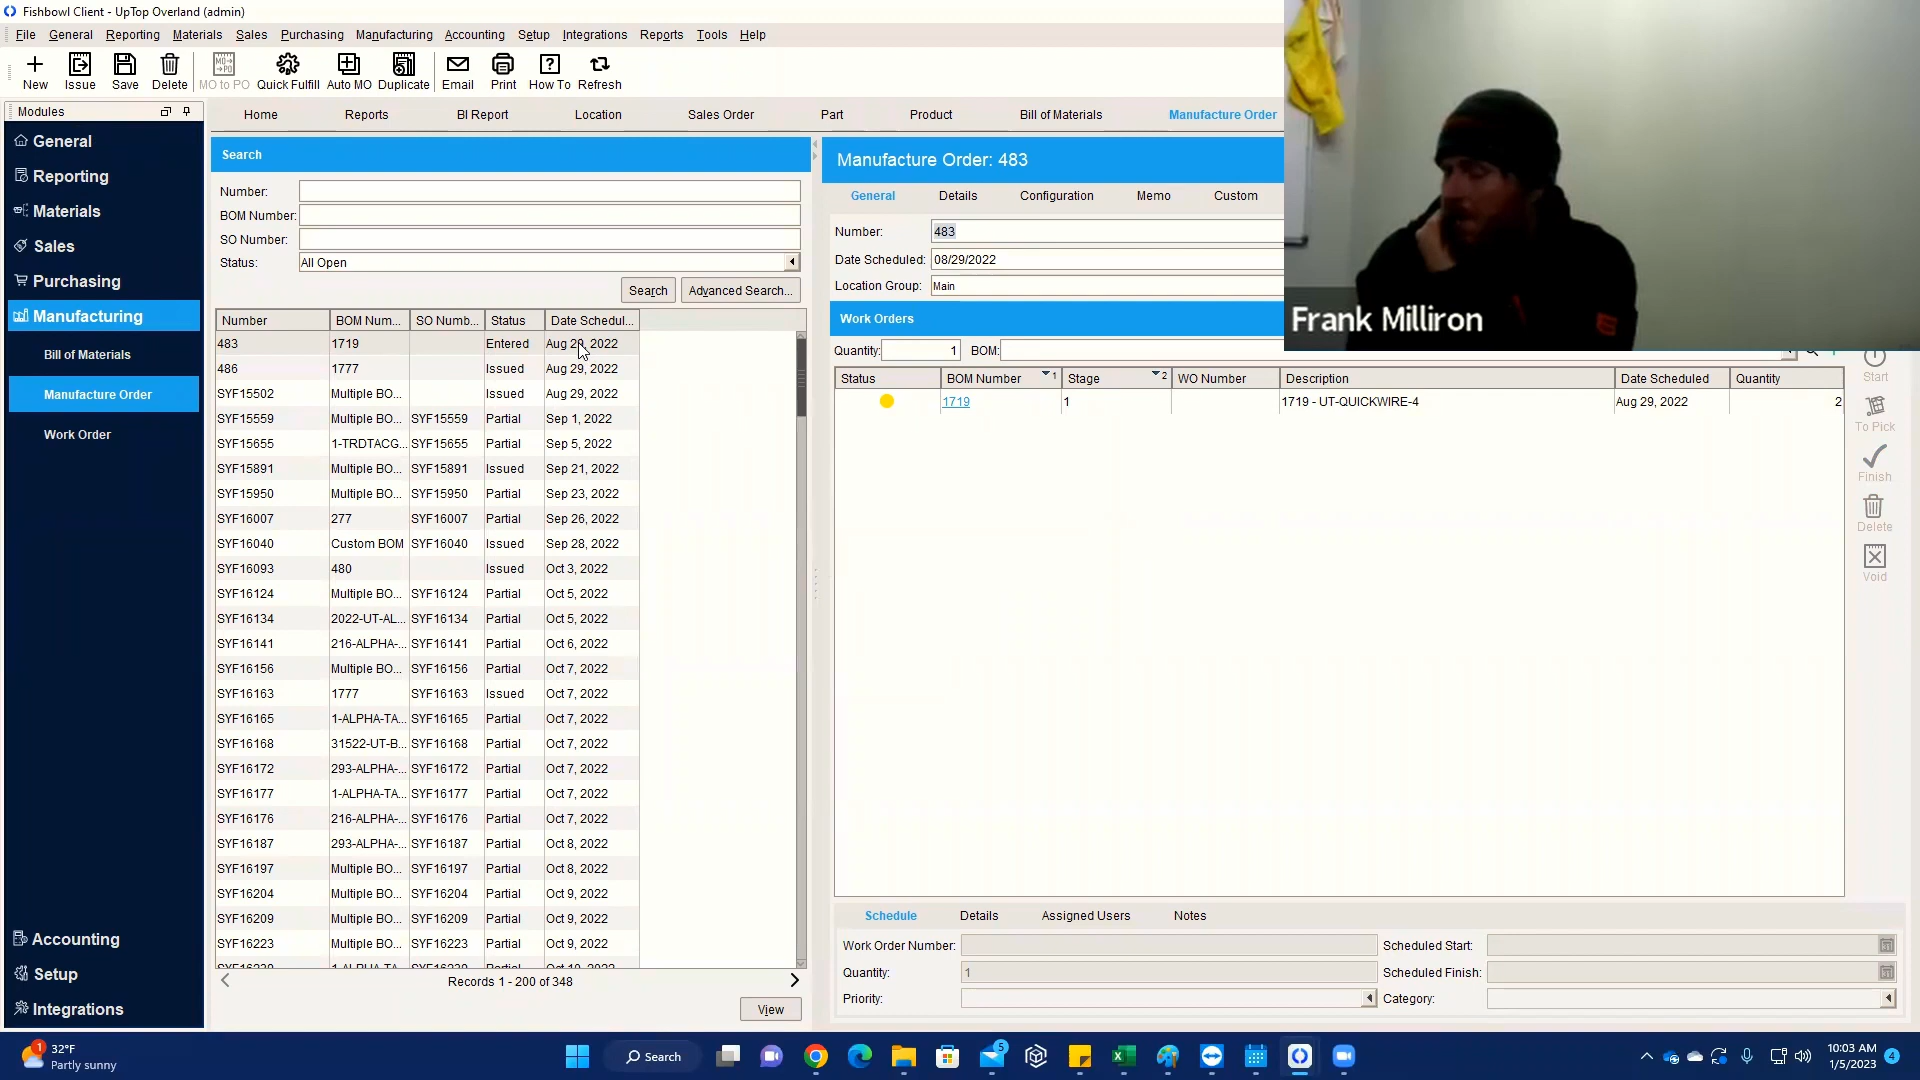 Fishbowl Client - UpTop Overland (admin)
File General Reporting Materials Sales Purchasing Manufacturing Accounting Setup Integrations Reports Tools Help
New Issue Save Delete MO to PO Quick Fulfill Auto MO Duplicate Email Print How To Refresh
Modules
General
Reporting
Materials
Sales
Purchasing
Manufacturing
Bill of Materials
Manufacture Order
Work Order
Accounting
Setup
Integrations
Home Reports BI Report Location Sales Order Part Product Bill of Materials Manufacture Order
Search
Number:
BOM Number:
SO Number:
Status: All Open
Search Advanced Search...
Number BOM Num... SO Numb... Status Date Schedul...
483 1719 Entered Aug 29, 2022
486 1777 Issued Aug 29, 2022
SYF15502 Multiple BO... Issued Aug 29, 2022
SYF15559 Multiple BO... SYF15559 Partial Sep 1, 2022
SYF15655 1-TRDTACG... SYF15655 Partial Sep 5, 2022
SYF15891 Multiple BO... SYF15891 Issued Sep 21, 2022
SYF15950 Multiple BO... SYF15950 Partial Sep 23, 2022
SYF16007 277 SYF16007 Partial Sep 26, 2022
SYF16040 Custom BOM SYF16040 Issued Sep 28, 2022
SYF16093 480 Issued Oct 3, 2022
SYF16124 Multiple BO... SYF16124 Partial Oct 5, 2022
SYF16134 2022-UT-AL... SYF16134 Partial Oct 5, 2022
SYF16141 216-ALPHA-... SYF16141 Partial Oct 6, 2022
SYF16156 Multiple BO... SYF16156 Partial Oct 7, 2022
SYF16163 1777 SYF16163 Issued Oct 7, 2022
SYF16165 1-ALPHA-TA... SYF16165 Partial Oct 7, 2022
SYF16168 31522-UT-B... SYF16168 Partial Oct 7, 2022
SYF16172 293-ALPHA-... SYF16172 Partial Oct 7, 2022
SYF16177 1-ALPHA-TA... SYF16177 Partial Oct 7, 2022
SYF16176 216-ALPHA-... SYF16176 Partial Oct 7, 2022
SYF16187 293-ALPHA-... SYF16187 Partial Oct 8, 2022
SYF16197 Multiple BO... SYF16197 Partial Oct 8, 2022
SYF16204 Multiple BO... SYF16204 Partial Oct 9, 2022
SYF16209 Multiple BO... SYF16209 Partial Oct 9, 2022
SYF16223 Multiple BO... SYF16223 Partial Oct 9, 2022
Records 1 - 200 of 348
View
Manufacture Order: 483
General Details Configuration Memo Custom
Number: 483
Date Scheduled: 08/29/2022
Location Group: Main
Work Orders
Quantity: 1 BOM:
Status BOM Number 1 Stage 2 WO Number Description Date Scheduled Quantity
1719 1 1719 - UT-QUICKWIRE-4 Aug 29, 2022 2
Start
To Pick
Finish
Delete
Void
Schedule Details Assigned Users Notes
Work Order Number: Scheduled Start:
Quantity: 1 Scheduled Finish:
Priority: Category:
Frank Milliron
1
32°F
Partly sunny
Search
5
10:03 AM
1/5/2023
4